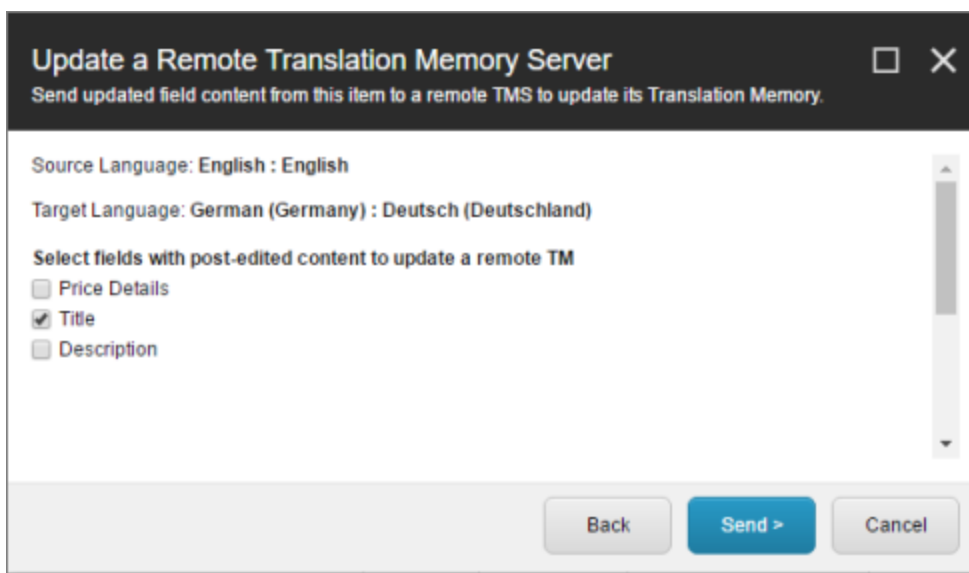 Update a Remote Translation Memory Server
Send updated field content from this item to a remote TMS to update its Translation Memory.
Source Language: English : English
Target Language: German (Germany) : Deutsch (Deutschland)
Select fields with post-edited content to update a remote TM
Price Details
Title
Description
Back
Send >
Cancel